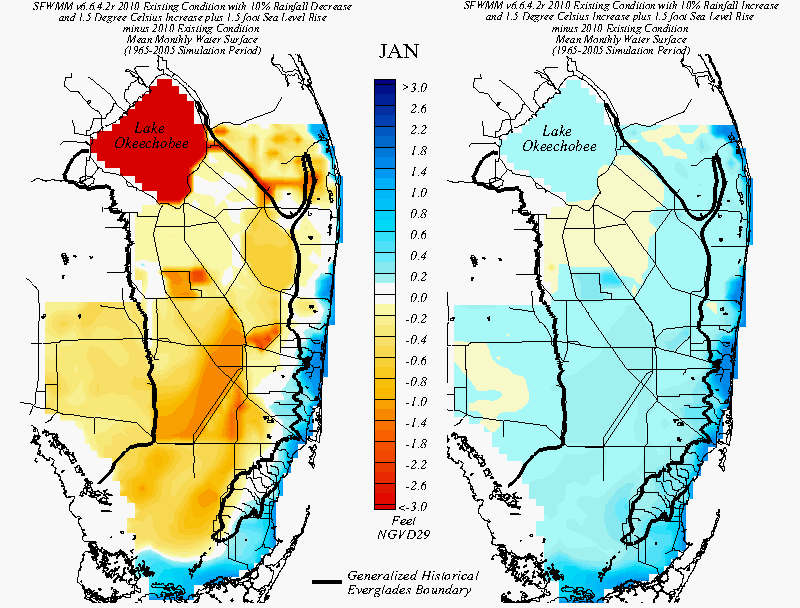 SFWMM v6.6.4.2r 2010 Existing Condition with 10% Rainfall Decrease
and 1.5 Degree Celsius Increase plus 1.5 foot Sea Level Rise
minus 2010 Existing Condition
Mean Monthly Water Surface
(1965-2005 Simulation Period)
SFWMM v6.6.4.2r 2010 Existing Condition with 10% Rainfall Increase
and 1.5 Degree Celsius Increase plus 1.5 foot Sea Level Rise
minus 2010 Existing Condition
Mean Monthly Water Surface
(1965-2005 Simulation Period)
JAN
Lake
Okeechobee
Lake
Okeechobee
>3.0
2.6
2.2
1.8
1.4
1.0
0.8
0.6
0.4
0.2
0.0
-0.2
-0.4
-0.6
-0.8
-1.0
-1.4
-1.8
-2.2
-2.6
<-3.0
Feet
NGVD29
Generalized Historical
Everglades Boundary